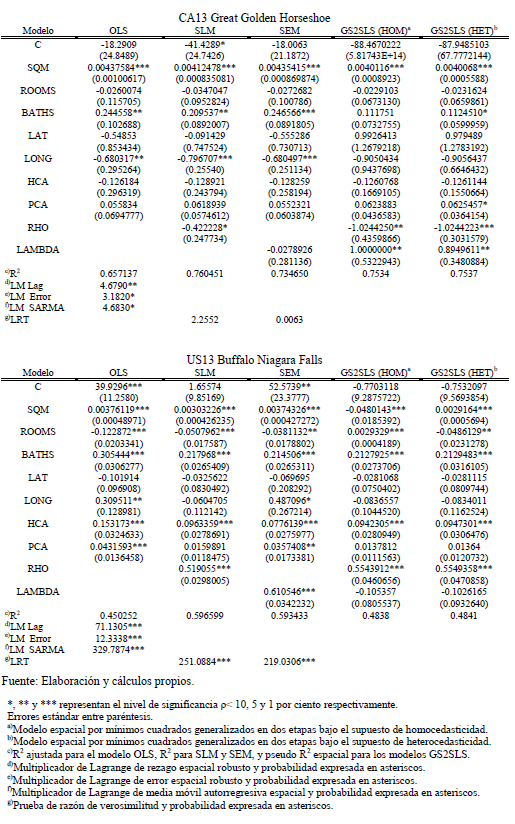 CA13 Great Golden Horseshoe
Modelo OLS SLM SEM GS2SLS (HOM)a GS2SLS (HET)b
C -18.2909 -41.4289* -18.0063 -88.4670222 -87.9485103
(24.8489) (24.7426) (21.1872) (5.81743E+14) (67.7772144)
SQM 0.00437584*** 0.00412478*** 0.00435415*** 0.0040116*** 0.0040068***
(0.00100617) (0.000835081) (0.000869874) (0.0008923) (0.0005588)
ROOMS -0.0260074 -0.0347047 -0.0272682 -0.0229103 -0.0231624
(0.115705) (0.0952824) (0.100786) (0.0673130) (0.0659861)
BATHS 0.244558** 0.209537** 0.246566*** 0.111751 0.1124510*
(0.102688) (0.0892007) (0.0891805) (0.0732755) (0.0599959)
LAT -0.54853 -0.091429 -0.555286 0.9926413 0.979489
(0.853434) (0.747524) (0.730713) (1.2679218) (1.2783192)
LONG -0.680317** -0.796707*** -0.680497*** -0.9050434 -0.9056437
(0.295264) (0.25540) (0.251134) (0.9437698) (0.6646432)
HCA -0.126184 -0.128921 -0.128259 -0.1260768 -0.1261144
(0.296319) (0.243794) (0.258194) (0.1669105) (0.1550664)
PCA 0.055834 0.0618939 0.0552321 0.0623883 0.0625457*
(0.0694777) (0.0574612) (0.0603874) (0.0436583) (0.0364154)
RHO -0.422228* -1.0244250** -1.0244223***
(0.247734) (0.4359866) (0.3031579)
LAMBDA -0.0278926 1.0000000** 0.8949611**
(0.281136) (0.5322943) (0.3480884)
c)R2 0.657137 0.760451 0.734650 0.7534 0.7537
d)LM Lag 4.6790**
e)LM Error 3.1820*
f)LM SARMA 4.6830*
g)LRT 2.2552 0.0063
US13 Buffalo Niagara Falls
Modelo OLS SLM SEM GS2SLS (HOM)a GS2SLS (HET)b
C 39.9296*** 1.65574 52.5739** -0.7703118 -0.7532097
(11.2580) (9.85169) (23.3777) (9.2875722) (9.5693854)
SQM 0.00376119*** 0.00303226*** 0.00374326*** -0.0480143*** 0.0029164***
(0.00048971) (0.000426235) (0.000427272) (0.0185392) (0.0005694)
ROOMS -0.122872*** -0.0507962*** -0.0381132** 0.0029329*** -0.0486129**
(0.0203341) (0.017587) (0.0178802) (0.0004189) (0.0231278)
BATHS 0.305444*** 0.217968*** 0.214506*** 0.2127925*** 0.2129483***
(0.0306277) (0.0265409) (0.0265311) (0.0273706) (0.0316105)
LAT -0.101914 -0.0325622 -0.069695 -0.0281068 -0.0281115
(0.096908) (0.0830492) (0.208292) (0.0750402) (0.0809744)
LONG 0.309511** -0.0604705 0.487096* -0.0836557 -0.0834011
(0.128981) (0.112142) (0.267214) (0.1044520) (0.1162524)
HCA 0.153173*** 0.0963359*** 0.0776139*** 0.0942305*** 0.0947301***
(0.0324633) (0.0278691) (0.0275977) (0.0280949) (0.0306476)
PCA 0.0431593*** 0.0159891 0.0357408** 0.0137812 0.01364
(0.0136458) (0.0118475) (0.0173381) (0.0111563) (0.0120732)
RHO 0.519055*** 0.5543912*** 0.5549358***
(0.0298005) (0.0460656) (0.0470858)
LAMBDA 0.610546*** -0.105357 -0.1026165
(0.0342232) (0.0805537) (0.0932640)
c)R2 0.450252 0.596599 0.593433 0.4838 0.4841
d)LM Lag 71.1305***
e)LM Error 12.3338***
f)LM SARMA 329.7874***
g)LRT 251.0884*** 219.0306***
Fuente: Elaboración y cálculos propios.
*, ** y *** representan el nivel de significancia ρ< 10, 5 y 1 por ciento respectivamente.
Errores estándar entre paréntesis.
a)Modelo espacial por mínimos cuadrados generalizados en dos etapas bajo el supuesto de homocedasticidad.
b)Modelo espacial por mínimos cuadrados generalizados en dos etapas bajo el supuesto de heterocedasticidad.
c)R2 ajustada para el modelo OLS, R2 para SLM y SEM, y pseudo R2 espacial para los modelos GS2SLS.
d)Multiplicador de Lagrange de rezago espacial robusto y probabilidad expresada en asteriscos.
e)Multiplicador de Lagrange de error espacial robusto y probabilidad expresada en asteriscos.
f)Multiplicador de Lagrange de media móvil autorregresiva espacial y probabilidad expresada en asteriscos.
g)Prueba de razón de verosimilitud y probabilidad expresada en asteriscos.